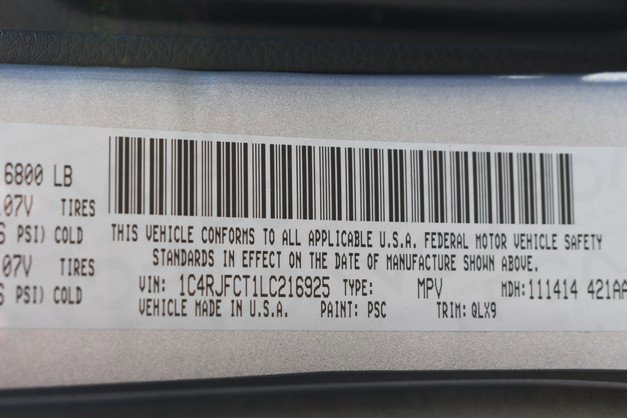 6800 LB
07V TIRES
PSI) COLD
07V TIRES
PSI) COLD
THIS VEHICLE CONFORMS TO ALL APPLICABLE U.S.A. FEDERAL MOTOR VEHICLE SAFETY
STANDARDS IN EFFECT ON THE DATE OF MANUFACTURE SHOWN ABOVE.
VIN: 1C4RJFCT1LC216925 TYPE: MPV MDH:111414 421AA
VEHICLE MADE IN U.S.A. PAINT: PSC TRIM: QLX9